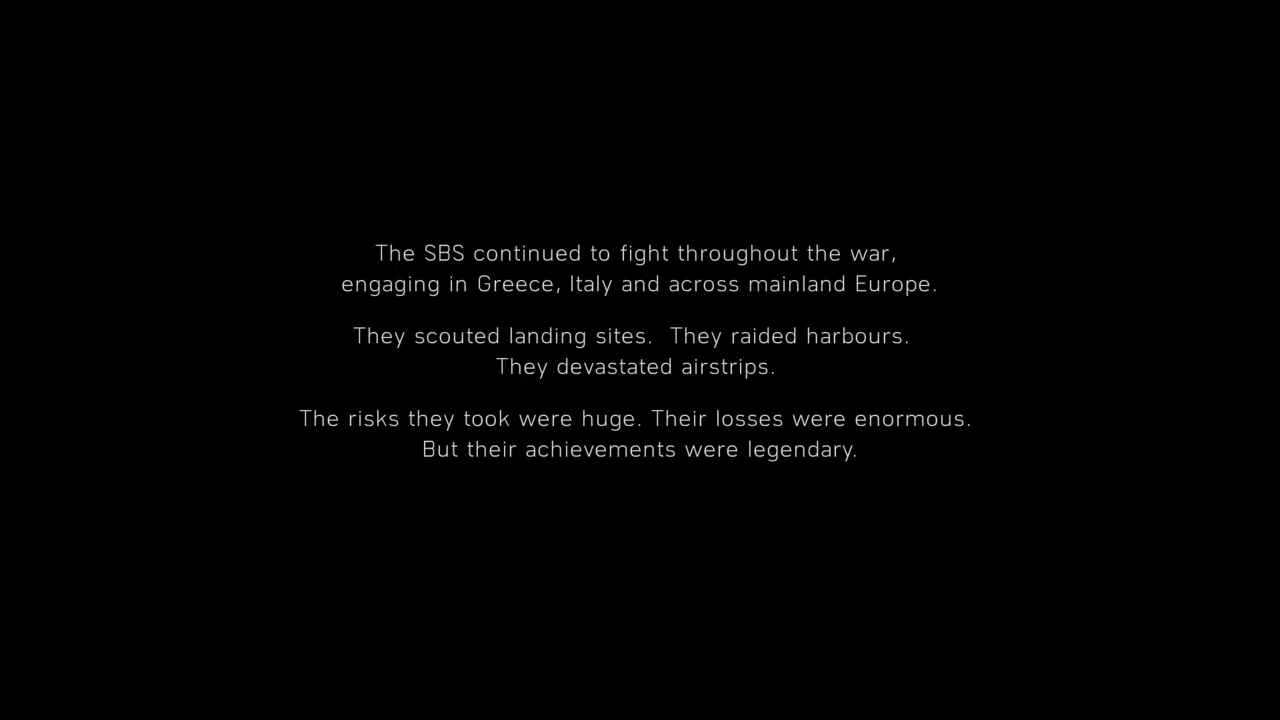 The SBS continued to fight throughout the war,
engaging in Greece, Italy and across mainland Europe.
They scouted landing sites.  They raided harbours.
They devastated airstrips.
The risks they took were huge. Their losses were enormous.
But their achievements were legendary.